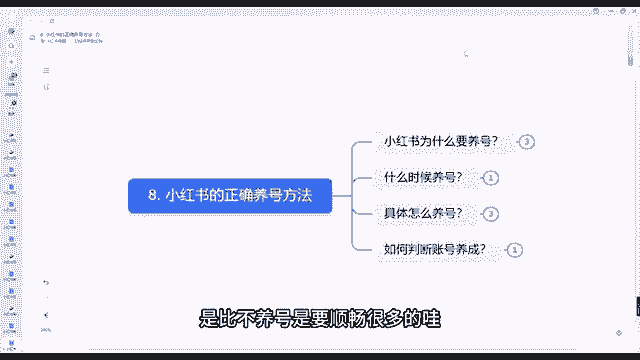 小红书为什么要养号？ 3
什么时候养号？ 1
8. 小红书的正确养号方法
具体怎么养号？ 3
如何判断账号养成？ 1
是比不养号是要顺畅很多的哇